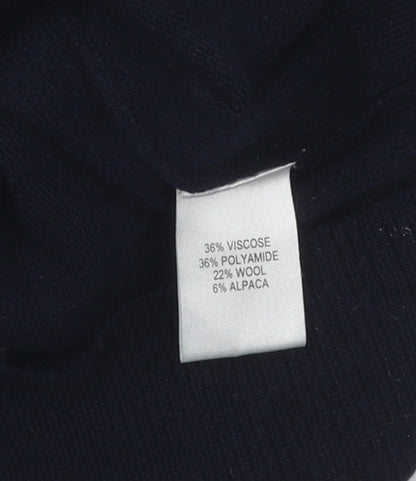 36% VISCOSE
36% POLYAMIDE
22% WOOL
6% ALPACA